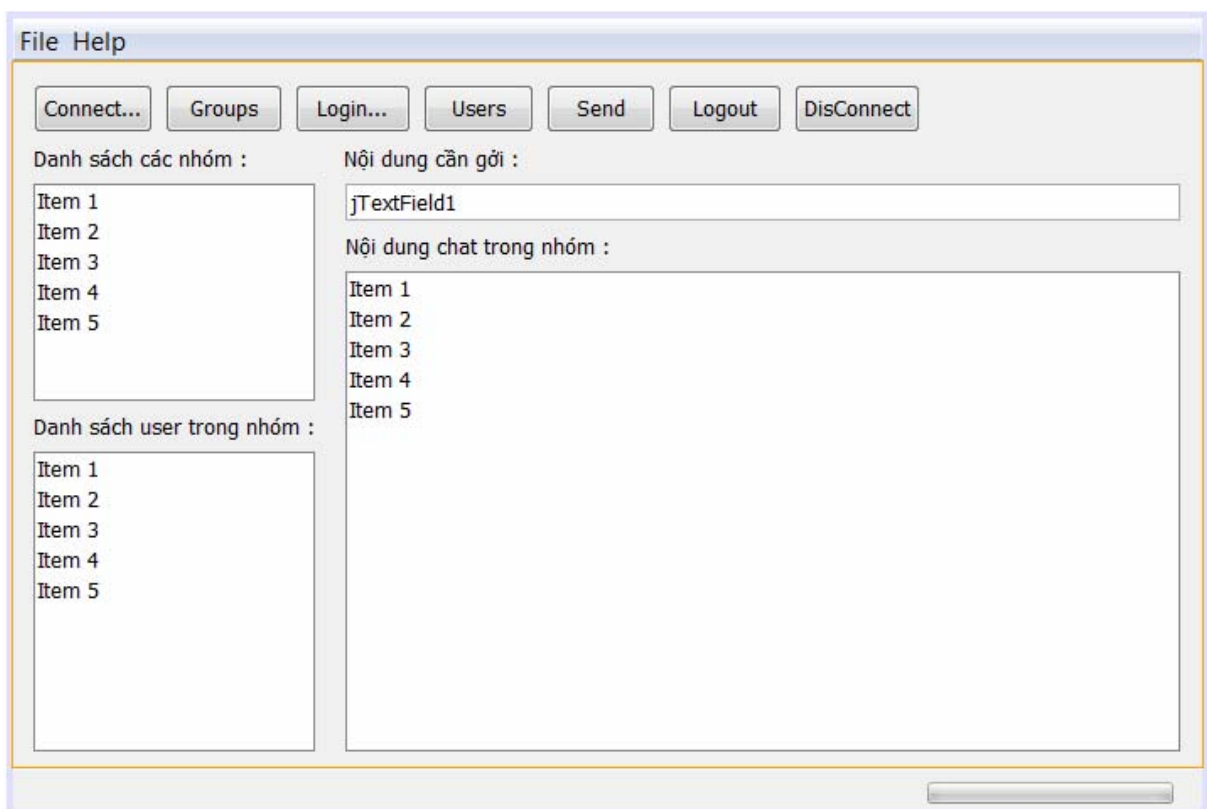 File Help
Connect... Groups Login... Users Send Logout DisConnect
Danh sách các nhóm :
Item 1
Item 2
Item 3
Item 4
Item 5
Danh sách user trong nhóm :
Item 1
Item 2
Item 3
Item 4
Item 5
Nội dung cần gởi :
jTextField1
Nội dung chat trong nhóm :
Item 1
Item 2
Item 3
Item 4
Item 5